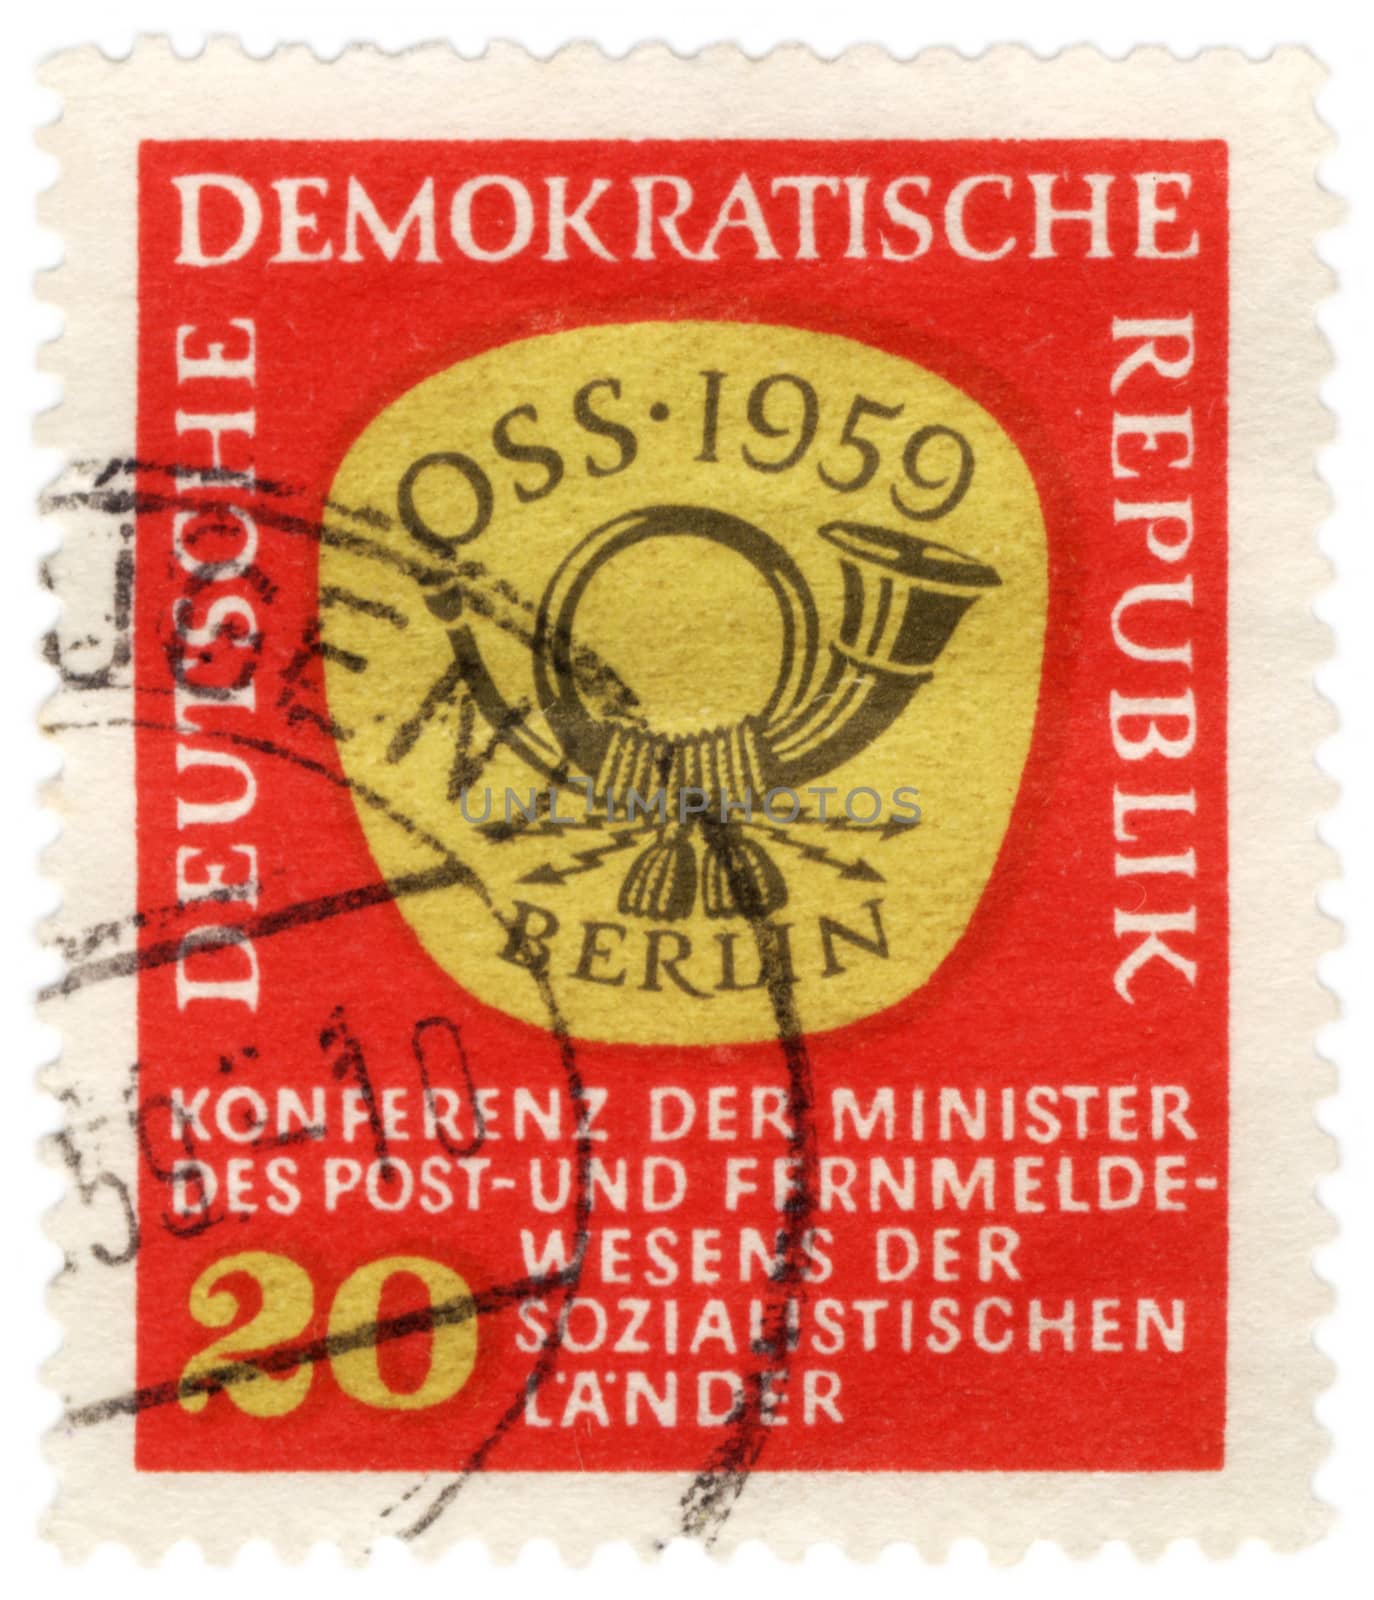 DEUTSCHE
DEMOKRATISCHE
REPUBLIK
OSS·1959
BERLIN
KONFERENZ DER MINISTER
DES POST-UND FERNMELDE-
WESENS DER
SOZIALISTISCHEN
LÄNDER
20
UNLIMPHOTOS